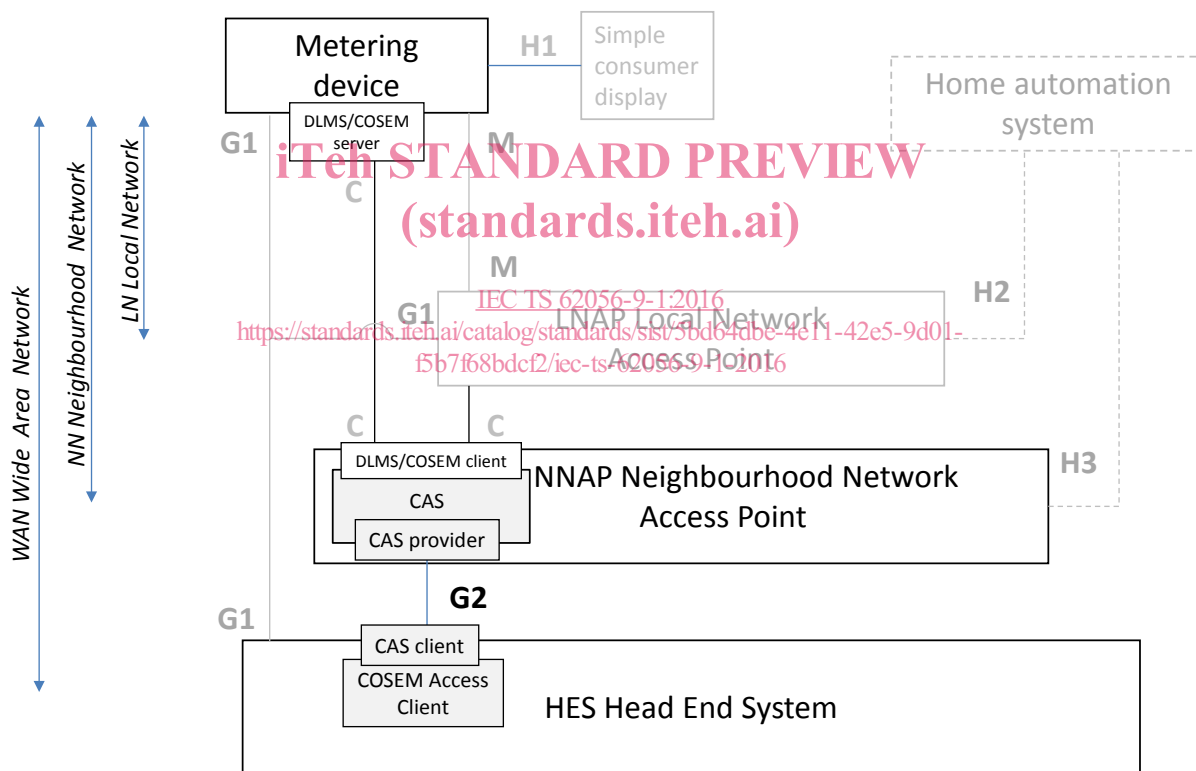 Metering
device
H1
Simple
consumer
display
Home automation
system
DLMS/COSEM
server
G1
M
C
iTeh STANDARD PREVIEW
(standards.iteh.ai)
WAN Wide Area Network
NN Neighbourhood Network
LN Local Network
M
IEC TS 62056-9-1:2016
G1
LNAP Local Network
Access Point
https://standards.iteh.ai/catalog/standards/sist/5bd64dbe-4e11-42e5-9d01-
f5b7f68bdcf2/iec-ts-62056-9-1-2016
H2
C
C
DLMS/COSEM client
CAS
CAS provider
NNAP Neighbourhood Network
Access Point
H3
G2
G1
CAS client
COSEM Access
Client
HES Head End System